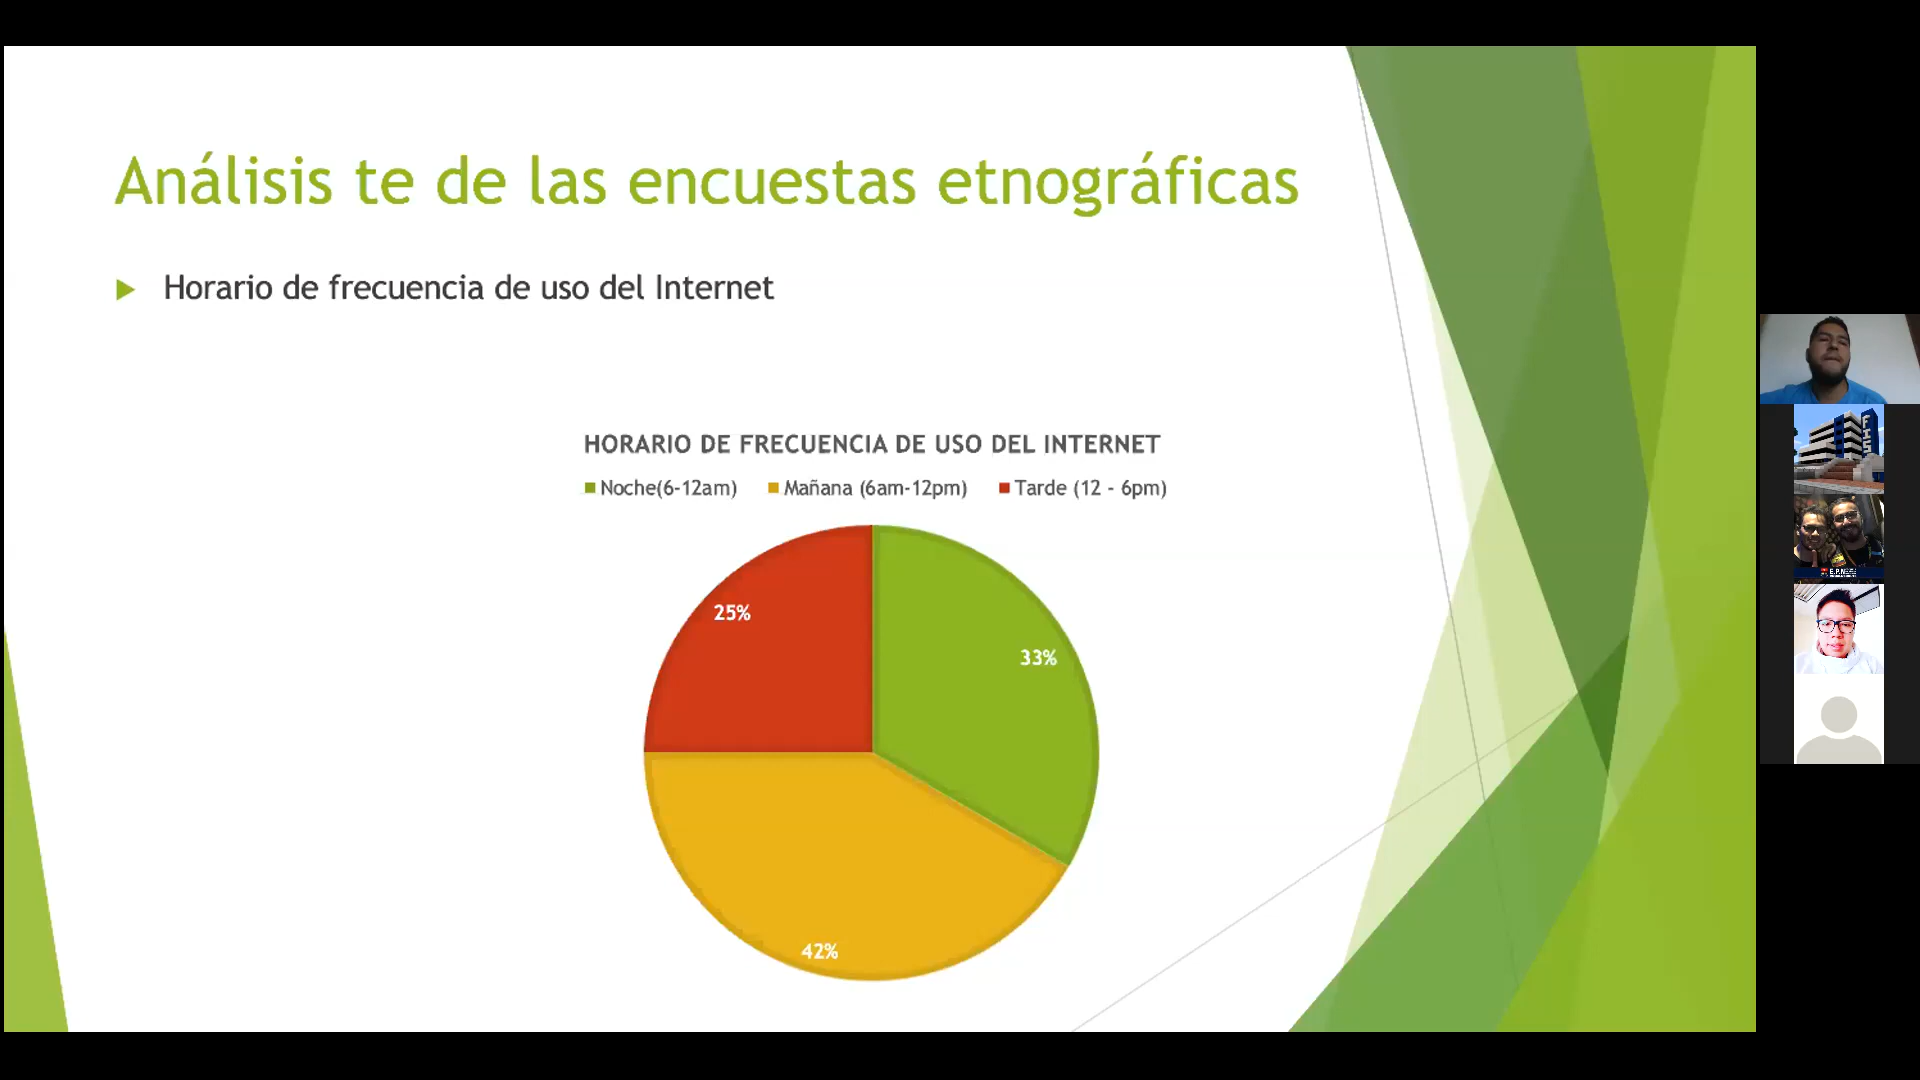 Análisis te de las encuestas etnográficas
Horario de frecuencia de uso del Internet
HORARIO DE FRECUENCIA DE USO DEL INTERNET
Noche(6-12am) Mañana (6am-12pm) Tarde (12 - 6pm)
25%
33%
42%